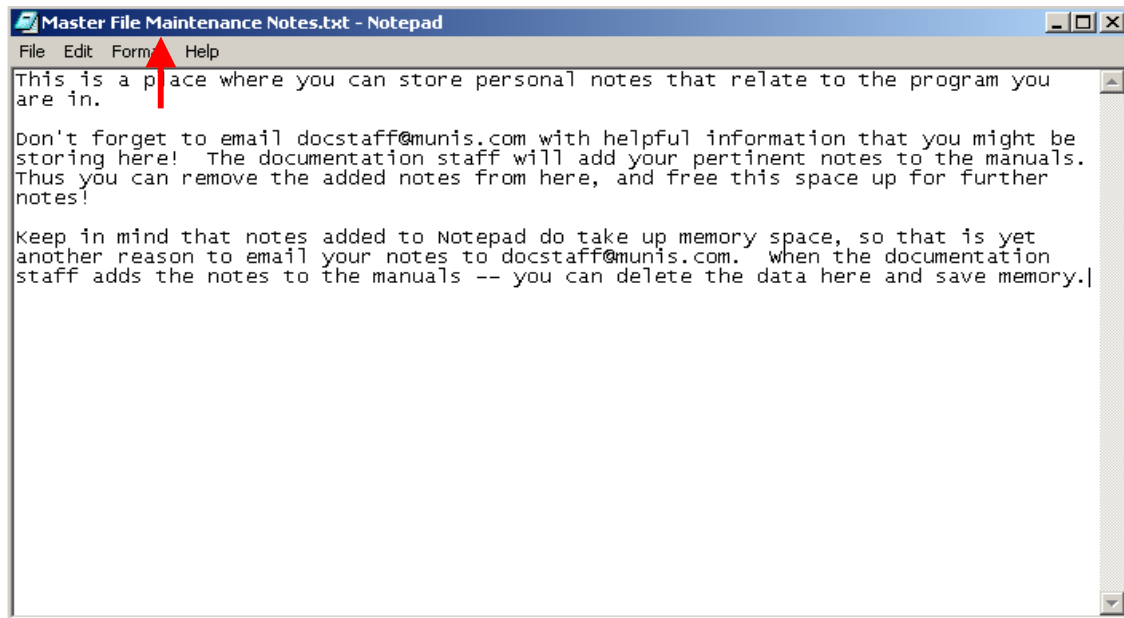 Master File Maintenance Notes.txt - Notepad
File Edit Format Help
This is a place where you can store personal notes that relate to the program you
are in.
Don't forget to email docstaff@munis.com with helpful information that you might be
storing here!  The documentation staff will add your pertinent notes to the manuals.
Thus you can remove the added notes from here, and free this space up for further
notes!
Keep in mind that notes added to Notepad do take up memory space, so that is yet
another reason to email your notes to docstaff@munis.com.  When the documentation
staff adds the notes to the manuals -- you can delete the data here and save memory.